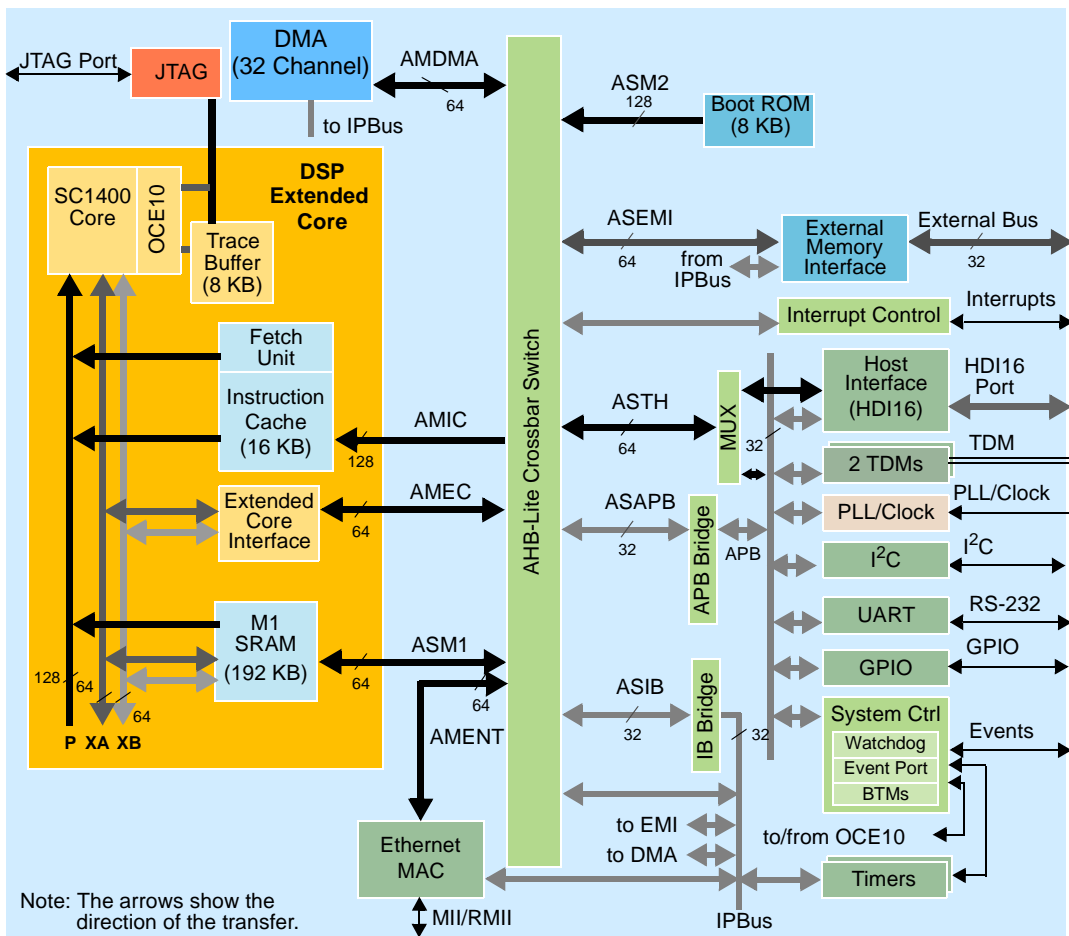 JTAG Port
JTAG
DMA
(32 Channel)
to IPBus
AMDMA
64
ASM2
128
Boot ROM
(8 KB)
DSP
Extended
Core
SC1400
Core
OCE10
Trace
Buffer
(8 KB)
ASEMI
64
from
IPBus
External
Memory
Interface
External Bus
32
Interrupt Control
Interrupts
Fetch
Unit
Instruction
Cache
(16 KB)
AMIC
128
AHB-Lite Crossbar Switch
ASTH
64
MUX
32
Host
Interface
(HDI16)
HDI16
Port
2 TDMs
TDM
Extended
Core
Interface
AMEC
64
ASAPB
32
APB Bridge
APB
PLL/Clock
PLL/Clock
I2C
I2C
UART
RS-232
GPIO
GPIO
M1
SRAM
(192 KB)
ASM1
64
64
AMENT
128
64
64
P
XA
XB
ASIB
32
IB Bridge
32
System Ctrl
Watchdog
Event Port
BTMs
Events
to EMI
to DMA
to/from OCE10
Ethernet
MAC
Timers
MII/RMII
IPBus
Note: The arrows show the
direction of the transfer.